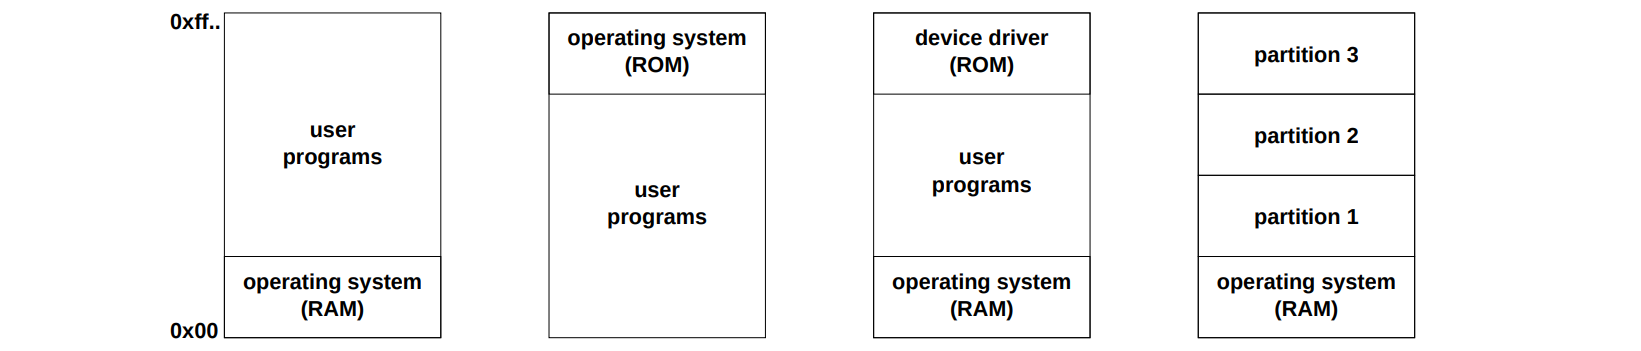 0xff..
user
programs
operating system
(RAM)
0x00
operating system
(ROM)
user
programs
device driver
(ROM)
user
programs
operating system
(RAM)
partition 3
partition 2
partition 1
operating system
(RAM)